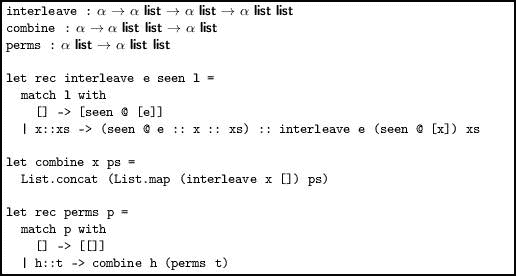 interleave : α → α list → α list → α list list
combine : α → α list list → α list
perms : α list → α list list
let rec interleave e seen l =
match l with
[] -> [seen @ [e]]
| x::xs -> (seen @ e :: x :: xs) :: interleave e (seen @ [x]) xs
let combine x ps =
List.concat (List.map (interleave x []) ps)
let rec perms p =
match p with
[] -> [[]]
| h::t -> combine h (perms t)